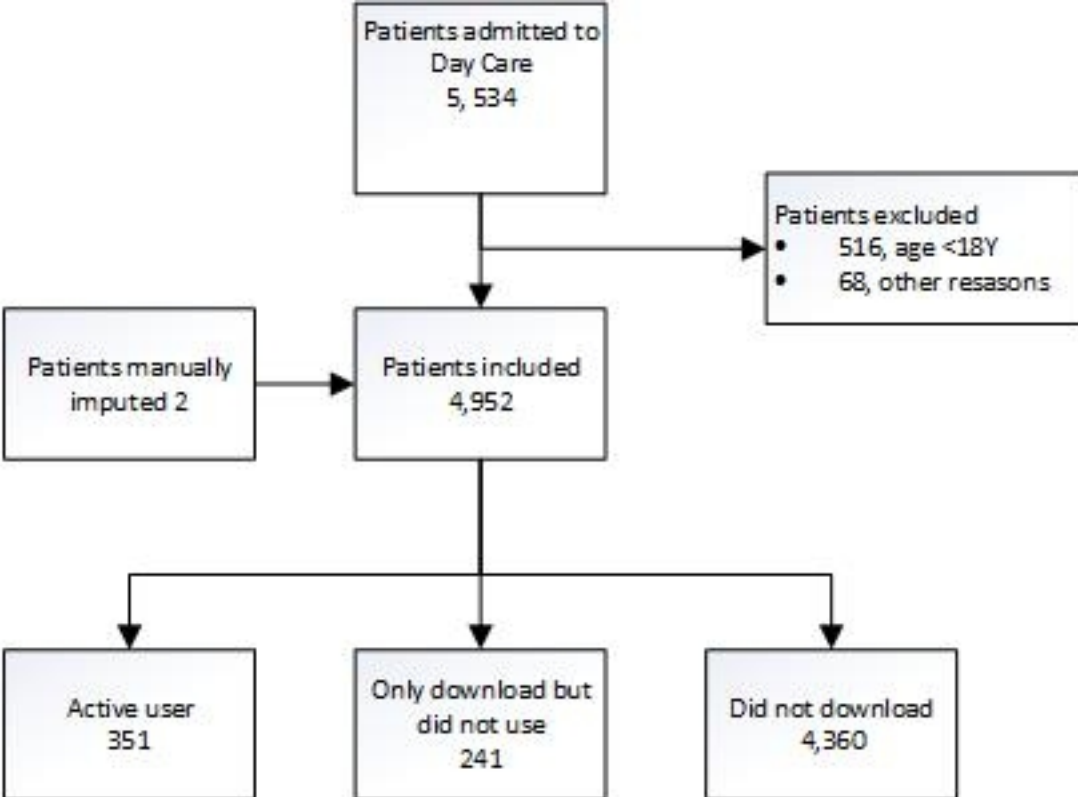 Patients admitted to
Day Care
5, 534
Patients excluded
• 516, age <18Y
• 68, other resasons
Patients manually
imputed 2
Patients included
4,952
Active user
351
Only download but
did not use
241
Did not download
4,360